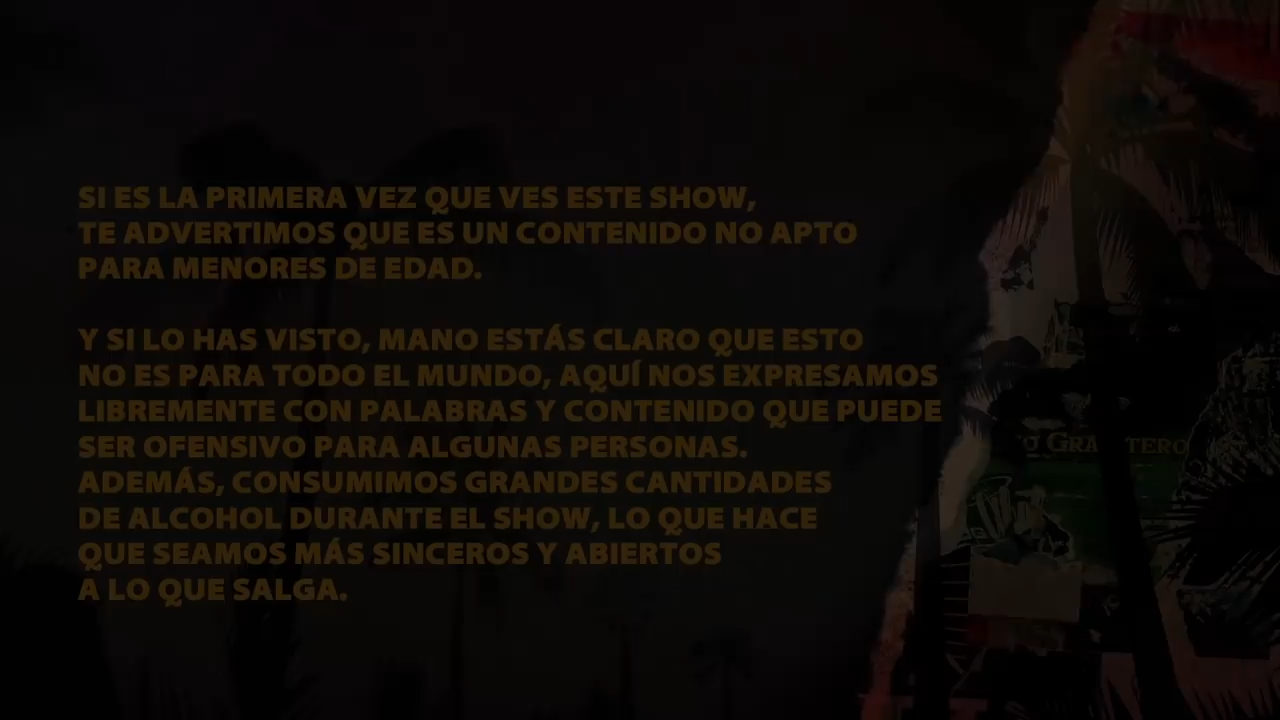 SI ES LA PRIMERA VEZ QUE VES ESTE SHOW,
TE ADVERTIMOS QUE ES UN CONTENIDO NO APTO
PARA MENORES DE EDAD.
Y SI LO HAS VISTO, MANO ESTÁS CLARO QUE ESTO
NO ES PARA TODO EL MUNDO, AQUÍ NOS EXPRESAMOS
LIBREMENTE CON PALABRAS Y CONTENIDO QUE PUEDE
SER OFENSIVO PARA ALGUNAS PERSONAS.
ADEMÁS, CONSUMIMOS GRANDES CANTIDADES
DE ALCOHOL DURANTE EL SHOW, LO QUE HACE
QUE SEAMOS MÁS SINCEROS Y ABIERTOS
A LO QUE SALGA.